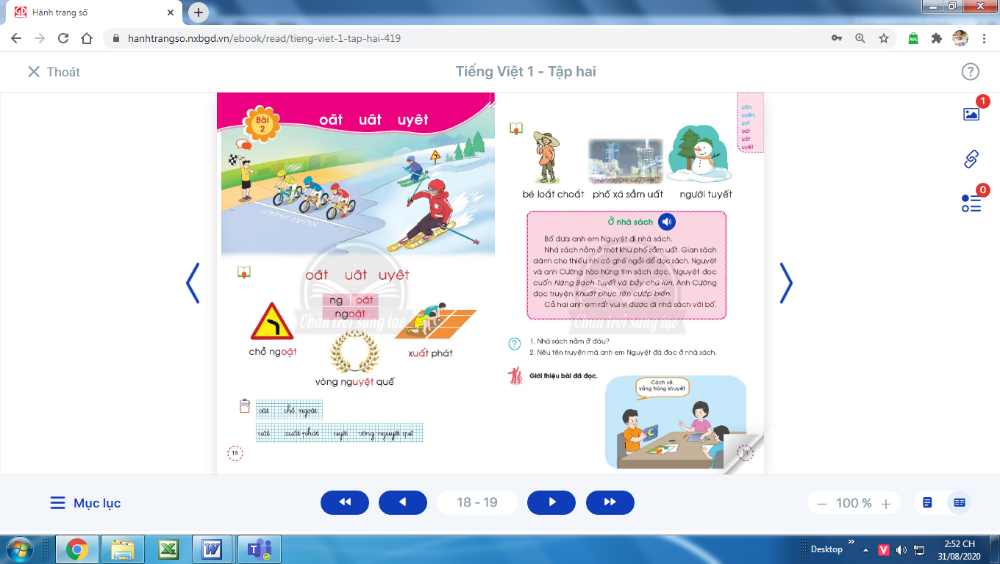 Hành trang số
hanhtrangso.nxbgd.vn/ebook/read/tieng-viet-1-tap-hai-419
Thoát
Tiếng Việt 1 - Tập hai
Bài
2
oăt uât uyêt
XUẤT PHÁT
oăt uât uyêt
ng oăt
ngoặt
chỗ ngoặt
xuất phát
vòng nguyệt quế
oăt chỗ ngoặt
uât xuất phát uyêt vòng nguyệt quế
18
Chân trời sáng tạo
uân
uyên
uyt
oăt
uât
uyêt
bé loắt choắt phố xá sầm uất người tuyết
Ở nhà sách
Bố đưa anh em Nguyệt đi nhà sách.
Nhà sách nằm ở một khu phố sầm uất. Gian sách
dành cho thiếu nhi có ghế ngồi để đọc sách. Nguyệt
và anh Cường hào hứng tìm sách đọc. Nguyệt đọc
cuốn Nàng Bạch Tuyết và bảy chú lùn. Anh Cường
đọc truyện Khuất phục tên cướp biển.
Cả hai anh em rất vui vì được đi nhà sách với bố.
Chân trời sáng tạo
1. Nhà sách nằm ở đâu?
2. Nêu tên truyện mà anh em Nguyệt đã đọc ở nhà sách.
Giới thiệu bài đã đọc.
Cách vẽ
vầng trăng khuyết
1
0
Mục lục
18 - 19
100 %
Desktop
2:52 CH
31/08/2020